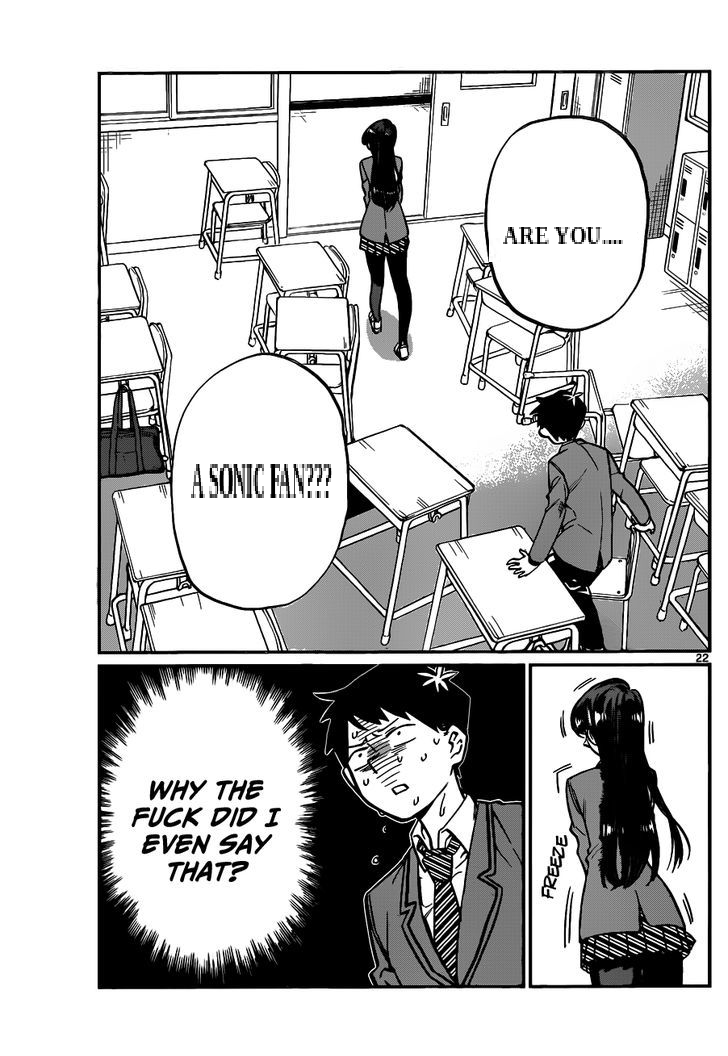 ARE YOU....
A SONIC FAN???
22
FREEZE
WHY THE
FUCK DID I
EVEN SAY
THAT?